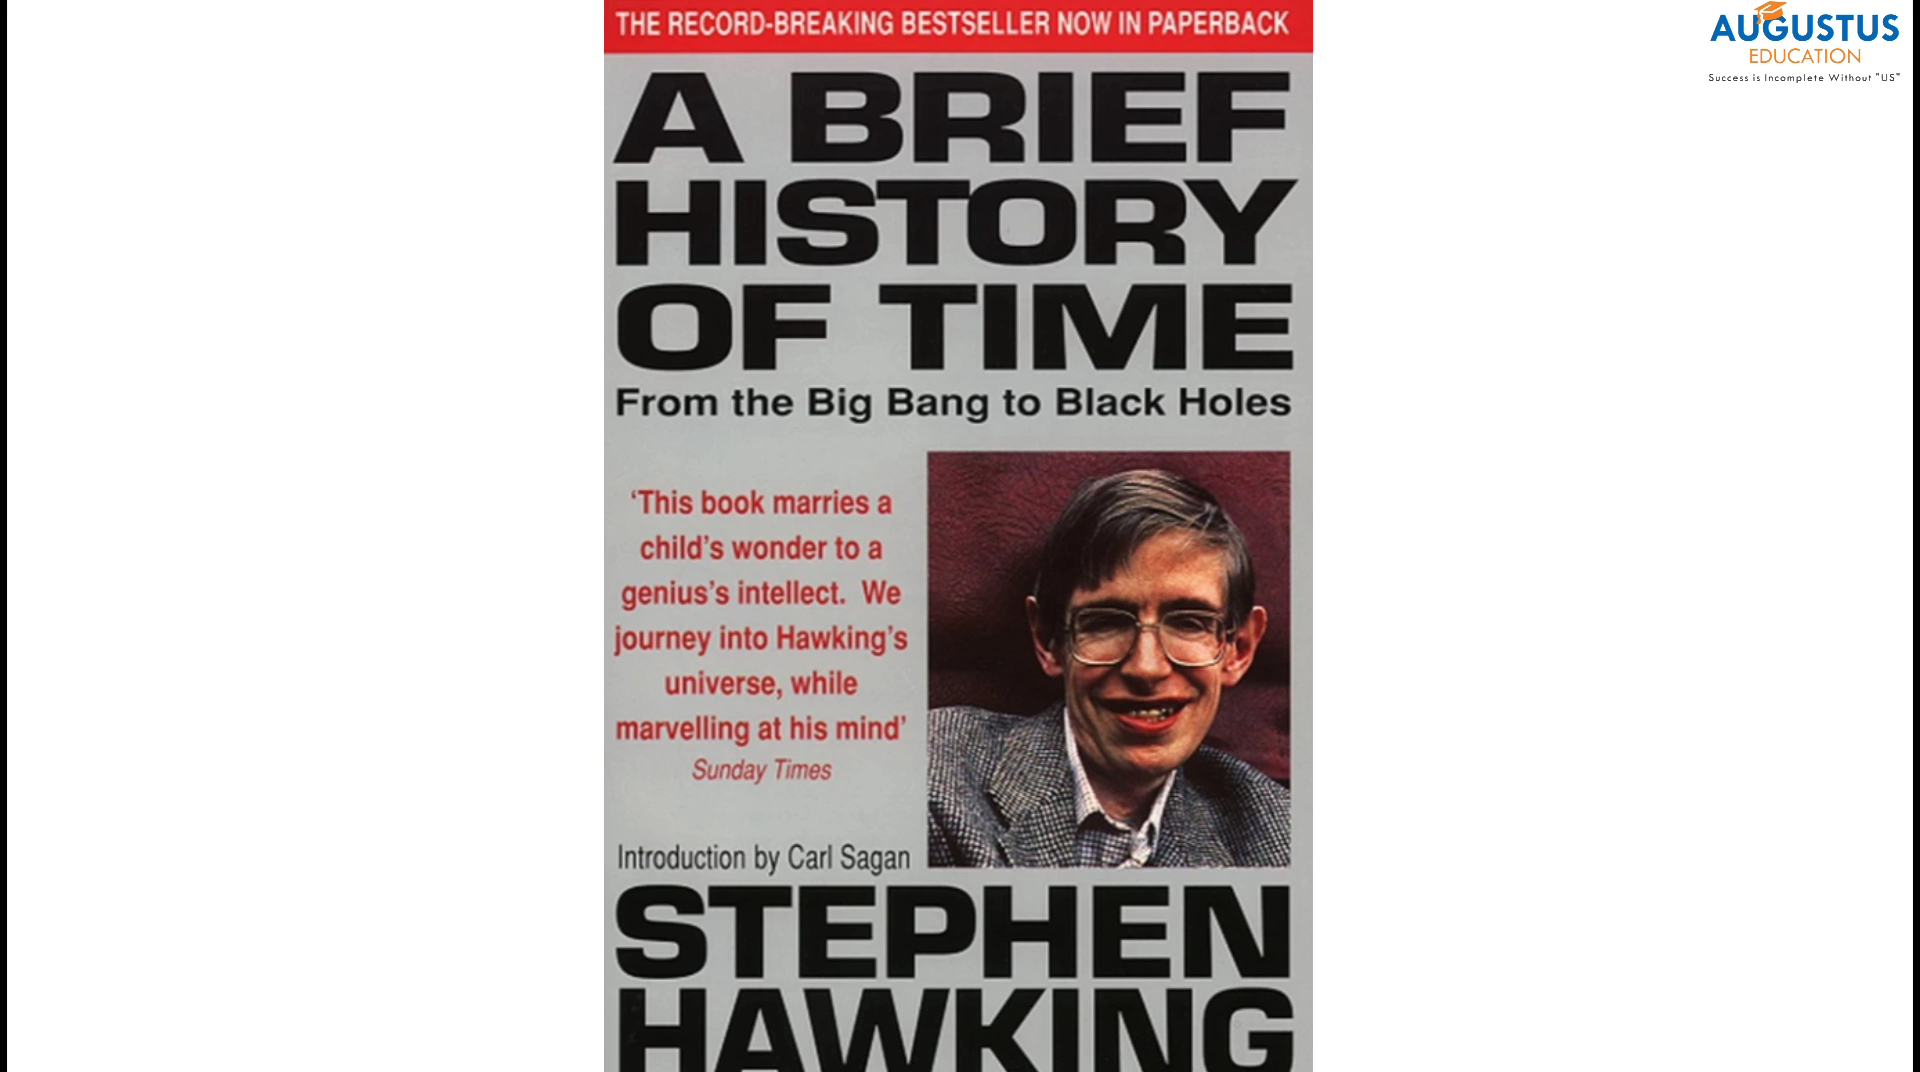 THE RECORD-BREAKING BESTSELLER NOW IN PAPERBACK
A BRIEF
HISTORY
OF TIME
From the Big Bang to Black Holes
‘This book marries a
child’s wonder to a
genius’s intellect. We
journey into Hawking’s
universe, while
marvelling at his mind’
Sunday Times
Introduction by Carl Sagan
STEPHEN
HAWKING
AUGUSTUS
EDUCATION
Success is Incomplete Without "US"